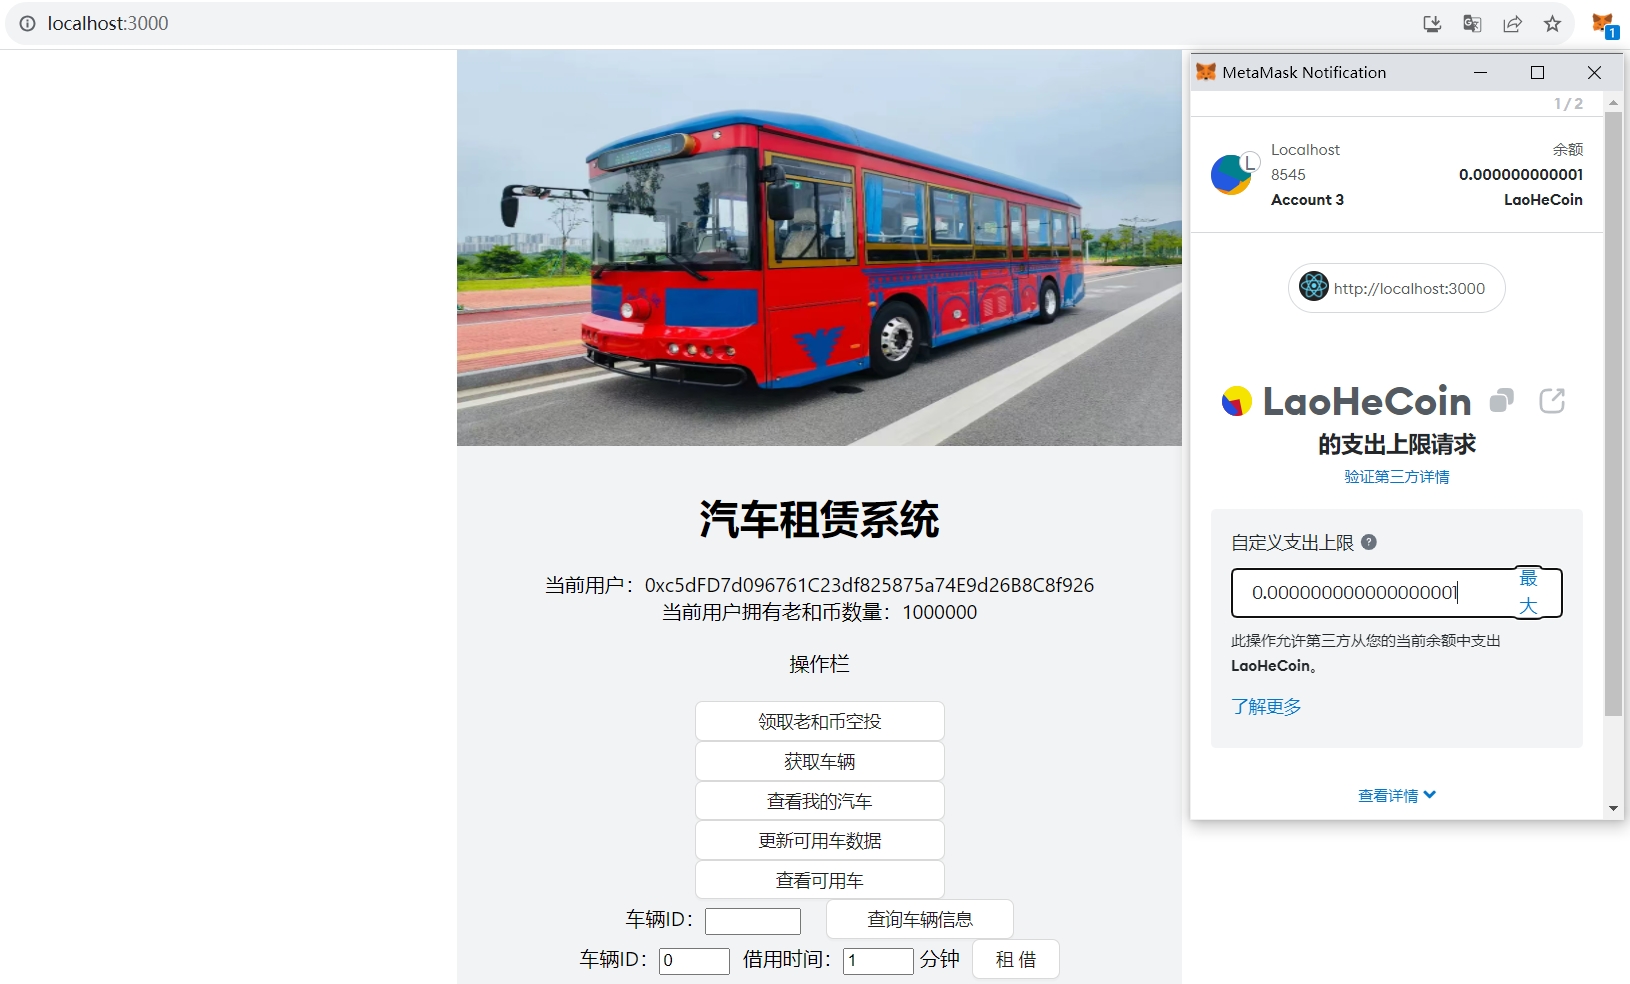 localhost:3000
1
MetaMask Notification
1 / 2
L
Localhost
8545
Account 3
余额
0.000000000001
LaoHeCoin
http://localhost:3000
LaoHeCoin
的支出上限请求
验证第三方详情
自定义支出上限 ?
0.000000000000000001
最
大
此操作允许第三方从您的当前余额中支出
LaoHeCoin。
了解更多
查看详情
汽车租赁系统
当前用户：0xc5dFD7d096761C23df825875a74E9d26B8C8f926
当前用户拥有老和币数量：1000000
操作栏
领取老和币空投
获取车辆
查看我的汽车
更新可用车数据
查看可用车
车辆ID： 查询车辆信息
车辆ID： 0 借用时间： 1 分钟 租 借